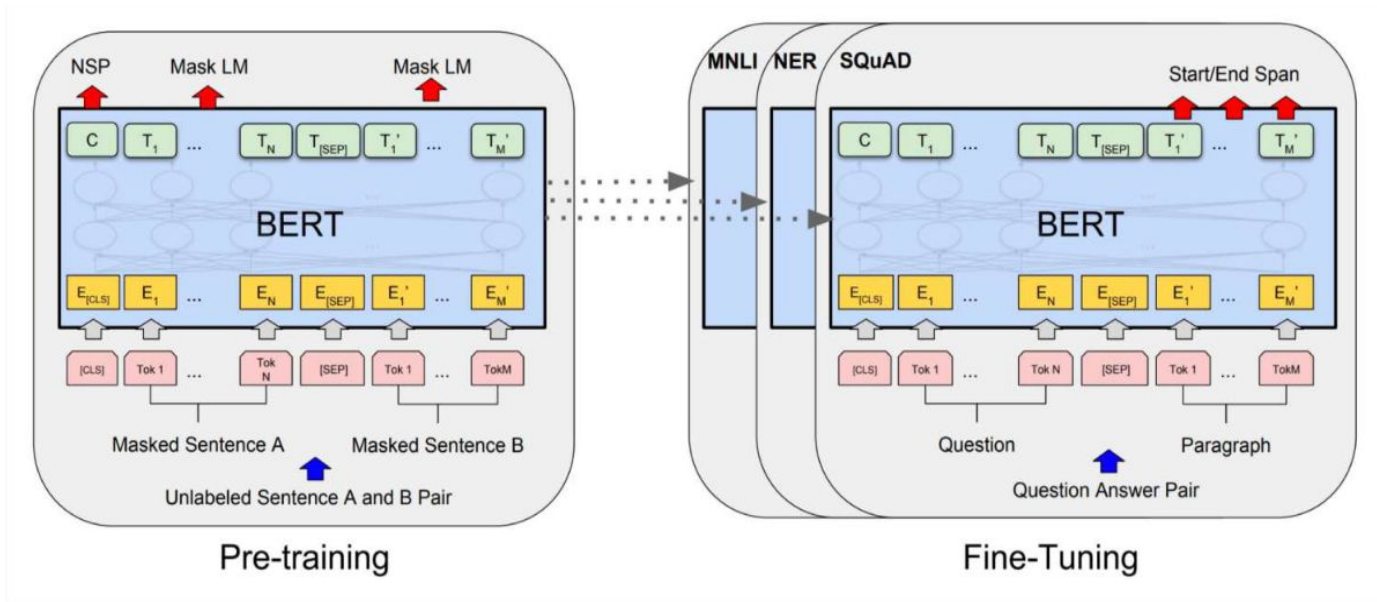 NSP Mask LM Mask LM
C T1 ... TN T[SEP] T1' ... TM'
BERT
E[CLS] E1 ... EN E[SEP] E1' ... EM'
[CLS] Tok 1 ... Tok N [SEP] Tok 1 ... TokM
Masked Sentence A Masked Sentence B
Unlabeled Sentence A and B Pair
Pre-training
MNLI NER SQuAD
Start/End Span
C T1 ... TN T[SEP] T1' ... TM'
BERT
E[CLS] E1 ... EN E[SEP] E1' ... EM'
[CLS] Tok 1 ... Tok N [SEP] Tok 1 ... TokM
Question Paragraph
Question Answer Pair
Fine-Tuning